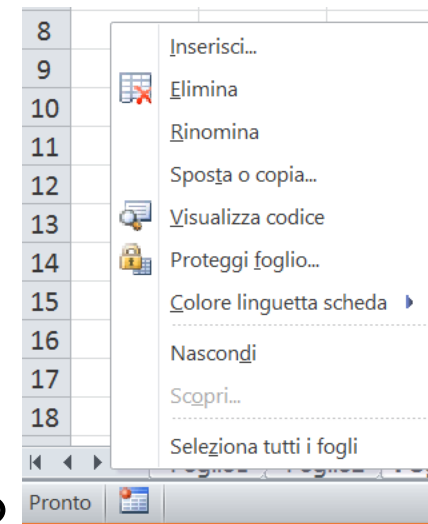 8
9
10
11
12
13
14
15
16
17
18
Inserisci...
Elimina
Rinomina
Sposta o copia...
Visualizza codice
Proteggi foglio...
Colore linguetta scheda
Nascondi
Scopri...
Seleziona tutti i fogli
Pronto